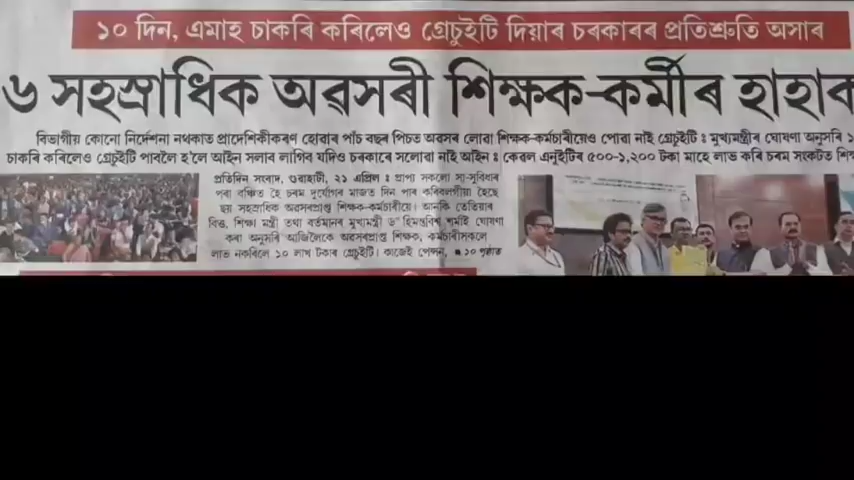 ১০ দিন, এমাহ চাকৰি কৰিলেও গ্ৰেচুইটি দিয়াৰ চৰকাৰৰ প্ৰতিশ্ৰুতি অসাৰ
৬ সহস্ৰাধিক অৱসৰী শিক্ষক-কৰ্মীৰ হাহাক
বিভাগীয় কোনো নিৰ্দেশনা নথকাত প্ৰাদেশিকীকৰণ হোৱাৰ পাঁচ বছৰ পিচত অৱসৰ লোৱা শিক্ষক-কৰ্মচাৰীয়েও পোৱা নাই গ্ৰেচুইটি : মুখ্যমন্ত্ৰীৰ ঘোষণা অনুসৰি ১
চাকৰি কৰিলেও গ্ৰেচুইটি পাবলৈ হ'লে আইন সলাব লাগিব যদিও চৰকাৰে সলোৱা নাই আইন : কেৱল এনুইটিৰ ৫০০-১,২০০ টকা মাহে লাভ কৰি চৰম সংকটত
প্ৰতিদিন সংবাদ, গুৱাহাটী, ২১ এপ্ৰিল : প্ৰাপ্য সকলো সা-সুবিধাৰ
পৰা বঞ্চিত হৈ চৰম দুৰ্যোগৰ মাজত দিন পাৰ কৰিবলগীয়া হৈছে
ছয় সহস্ৰাধিক অৱসৰপ্ৰাপ্ত শিক্ষক-কৰ্মচাৰীয়ে। আনকি তেতিয়াৰ
বিত্ত, শিক্ষা মন্ত্ৰী তথা বৰ্তমানৰ মুখ্যমন্ত্ৰী ড° হিমন্তবিশ্ব শৰ্মাই ঘোষণা
কৰা অনুসৰি আজিলৈকে অৱসৰপ্ৰাপ্ত শিক্ষক, কৰ্মচাৰীসকলে
লাভ নকৰিলে ১০ লাখ টকাৰ গ্ৰেচুইটি। কাজেই পেন্সন, ■ ১০ পৃষ্ঠাত